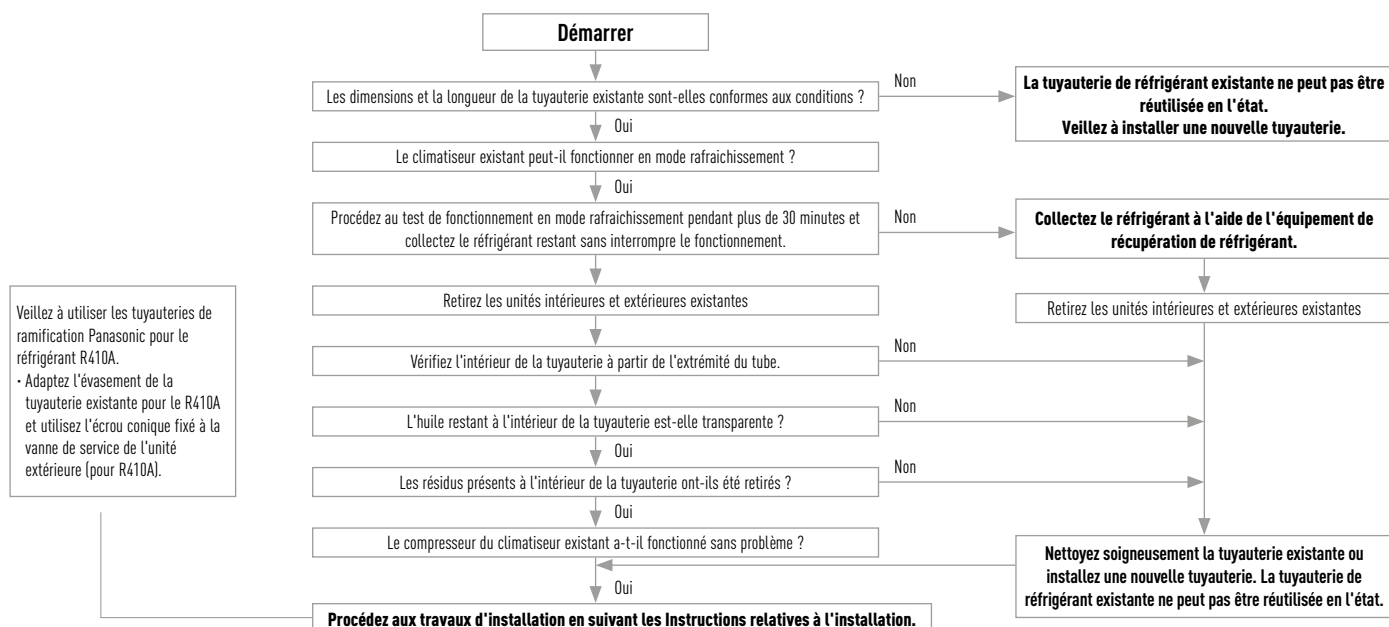 Démarrer
Les dimensions et la longueur de la tuyauterie existante sont-elles conformes aux conditions ?
Non
La tuyauterie de réfrigérant existante ne peut pas être
réutilisée en l'état.
Veillez à installer une nouvelle tuyauterie.
Oui
Le climatiseur existant peut-il fonctionner en mode rafraichissement ?
Oui
Procédez au test de fonctionnement en mode rafraichissement pendant plus de 30 minutes et
collectez le réfrigérant restant sans interrompre le fonctionnement.
Non
Collectez le réfrigérant à l'aide de l'équipement de
récupération de réfrigérant.
Retirez les unités intérieures et extérieures existantes
Retirez les unités intérieures et extérieures existantes
Veillez à utiliser les tuyauteries de
ramification Panasonic pour le
réfrigérant R410A.
· Adaptez l'évasement de la
tuyauterie existante pour le R410A
et utilisez l'écrou conique fixé à la
vanne de service de l'unité
extérieure (pour R410A).
Vérifiez l'intérieur de la tuyauterie à partir de l'extrémité du tube.
Non
L'huile restant à l'intérieur de la tuyauterie est-elle transparente ?
Non
Oui
Les résidus présents à l'intérieur de la tuyauterie ont-ils été retirés ?
Non
Oui
Le compresseur du climatiseur existant a-t-il fonctionné sans problème ?
Nettoyez soigneusement la tuyauterie existante ou
installez une nouvelle tuyauterie. La tuyauterie de
réfrigérant existante ne peut pas être réutilisée en l'état.
Oui
Procédez aux travaux d'installation en suivant les Instructions relatives à l'installation.